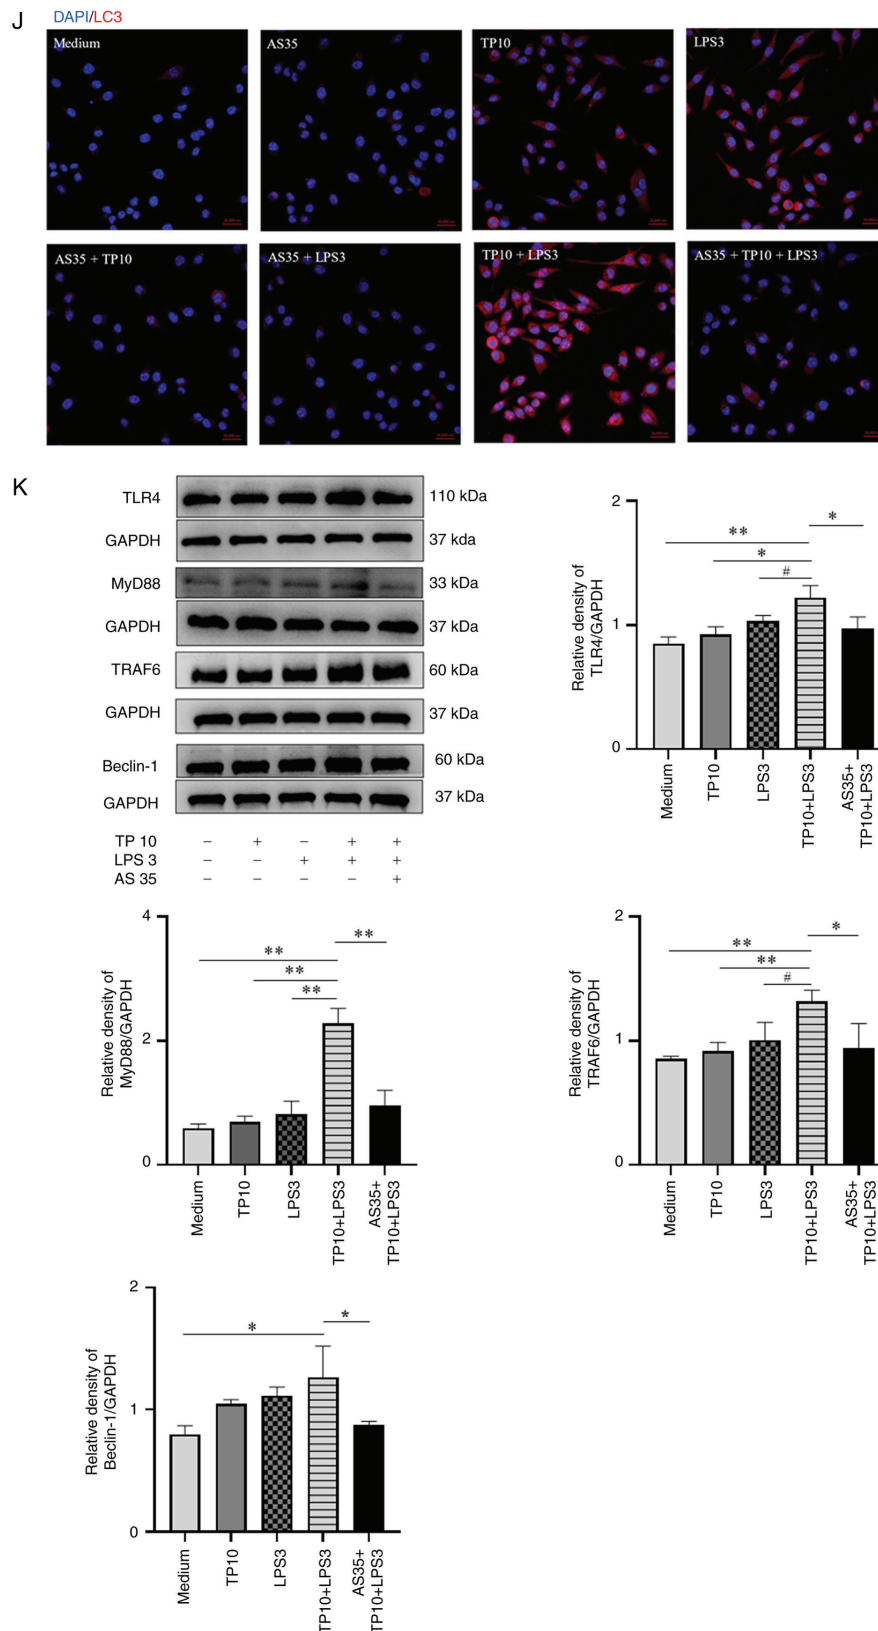 J
DAPI/LC3
Medium
AS35
TP10
LPS3
AS35 + TP10
AS35 + LPS3
TP10 + LPS3
AS35 + TP10 + LPS3
K
TLR4
110 kDa
GAPDH
37 kda
MyD88
33 kDa
GAPDH
37 kDa
TRAF6
60 kDa
GAPDH
37 kDa
Beclin-1
60 kDa
GAPDH
37 kDa
TP 10 – + – + +
LPS 3 – – + + +
AS 35 – – – – +
Relative density of
TLR4/GAPDH
2
1
0
**
*
*
#
Medium
TP10
LPS3
TP10+LPS3
AS35+
TP10+LPS3
Relative density of
MyD88/GAPDH
4
2
0
**
**
**
**
Medium
TP10
LPS3
TP10+LPS3
AS35+
TP10+LPS3
Relative density of
TRAF6/GAPDH
2
1
0
**
*
**
#
Medium
TP10
LPS3
TP10+LPS3
AS35+
TP10+LPS3
Relative density of
Beclin-1/GAPDH
2
1
0
*
*
Medium
TP10
LPS3
TP10+LPS3
AS35+
TP10+LPS3